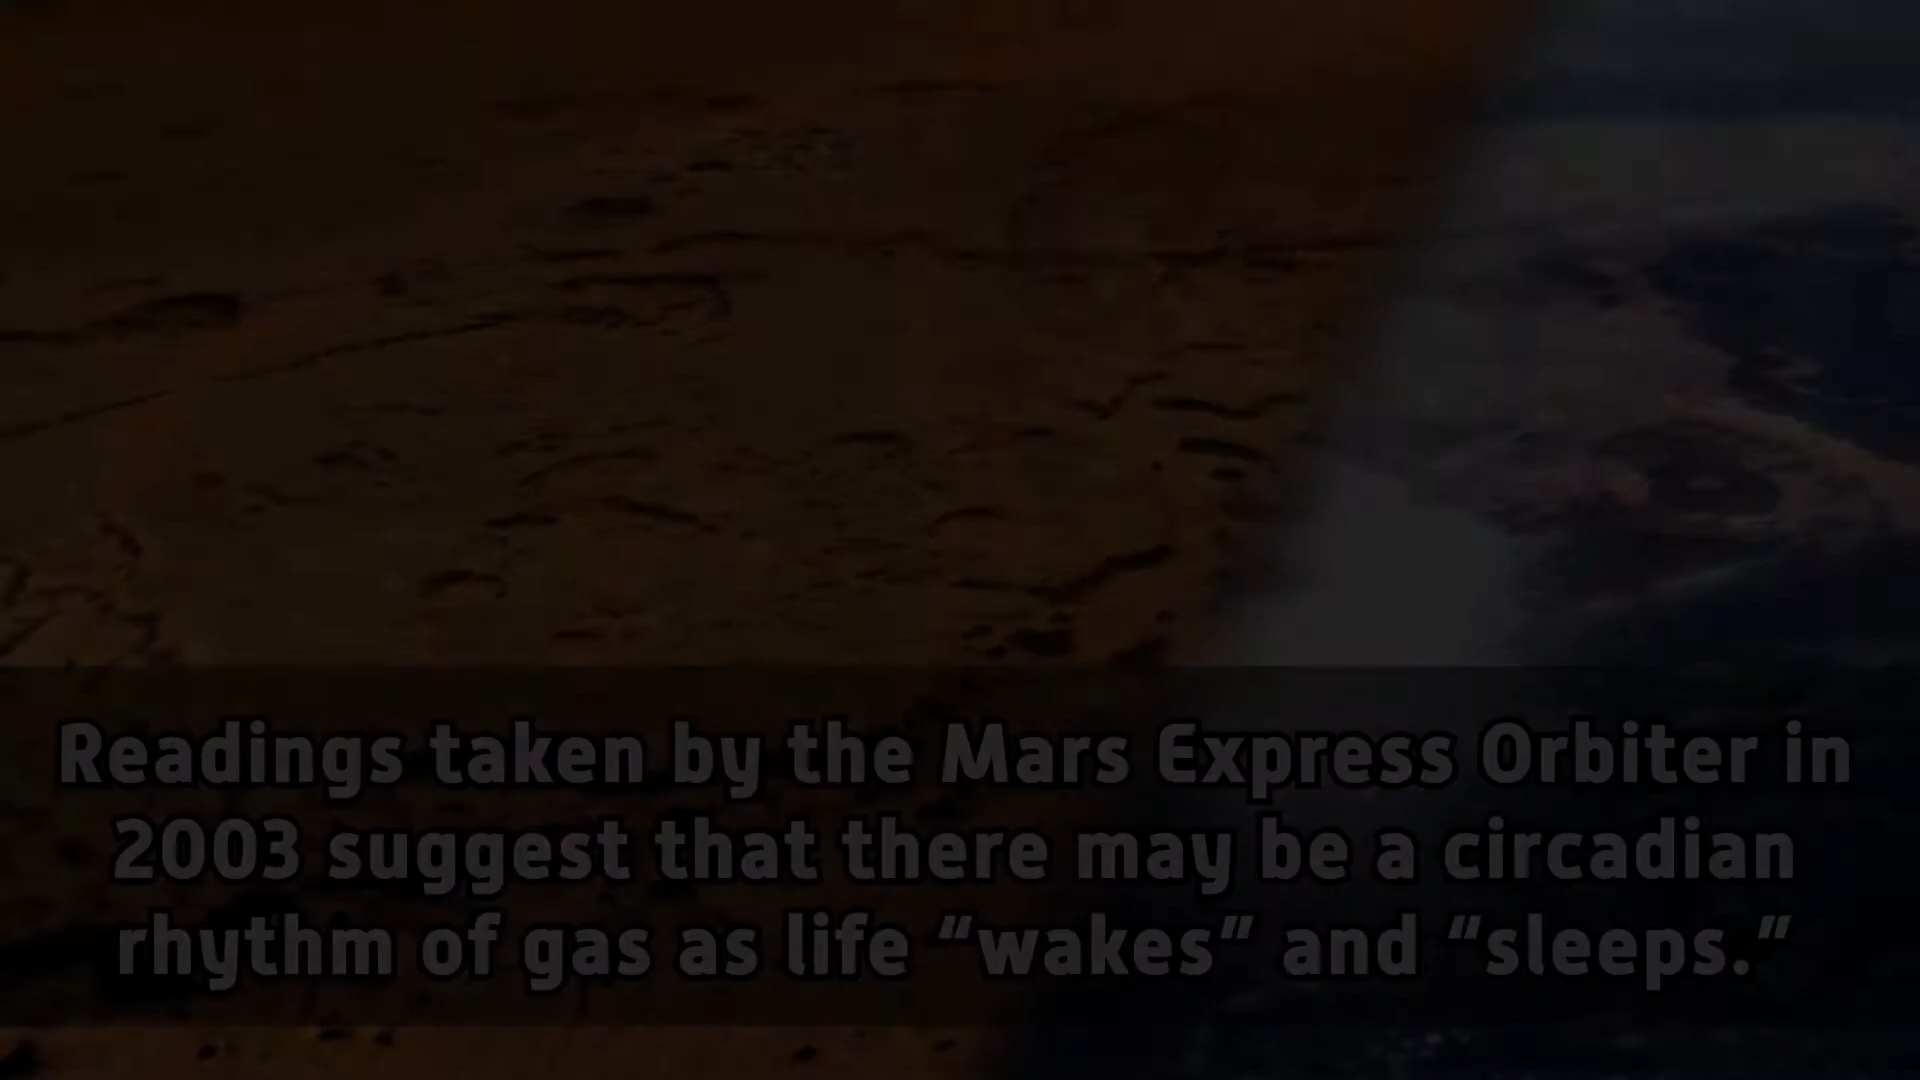 Readings taken by the Mars Express Orbiter in
2003 suggest that there may be a circadian
rhythm of gas as life “wakes” and “sleeps.”